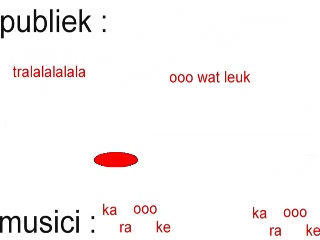 publiek :
tralalalalala
ooo wat leuk
musici :
ka ooo
ra ke
ka ooo
ra ke